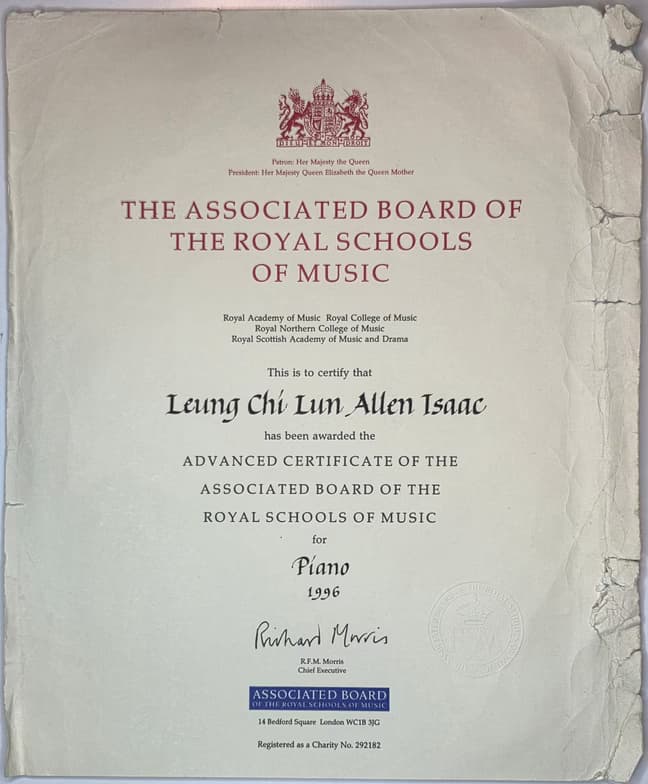 DIEU ET MON DROIT
Patron: Her Majesty the Queen
President: Her Majesty Queen Elizabeth the Queen Mother
THE ASSOCIATED BOARD OF
THE ROYAL SCHOOLS
OF MUSIC
Royal Academy of Music Royal College of Music
Royal Northern College of Music
Royal Scottish Academy of Music and Drama
This is to certify that
Leung Chi Lun Allen Isaac
has been awarded the
ADVANCED CERTIFICATE OF THE
ASSOCIATED BOARD OF THE
ROYAL SCHOOLS OF MUSIC
for
Piano
1996
Richard Morris
R.F.M. Morris
Chief Executive
ASSOCIATED BOARD
OF THE ROYAL SCHOOLS OF MUSIC
14 Bedford Square London WC1B 3JG
Registered as a Charity No. 292182